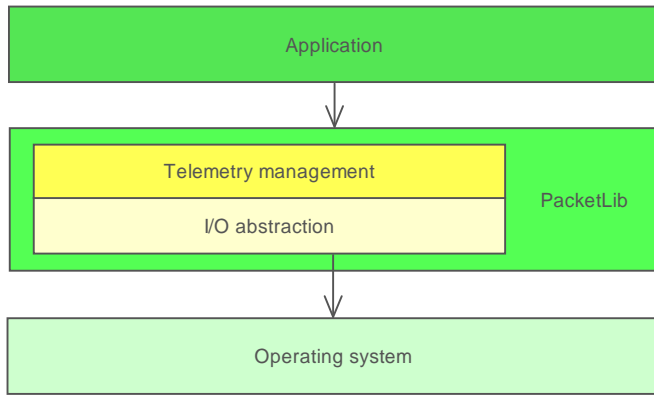 Application
Telemetry management
PacketLib
I/O abstraction
Operating system